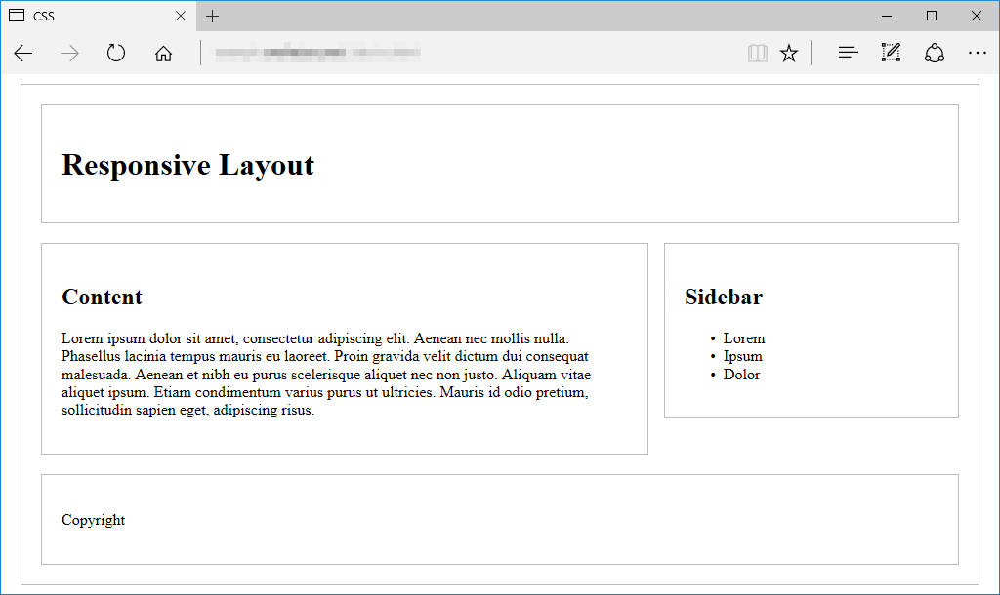 CSS
Responsive Layout
Content
Lorem ipsum dolor sit amet, consectetur adipiscing elit. Aenean nec mollis nulla.
Phasellus lacinia tempus mauris eu laoreet. Proin gravida velit dictum dui consequat
malesuada. Aenean et nibh eu purus scelerisque aliquet nec non justo. Aliquam vitae
aliquet ipsum. Etiam condimentum varius purus ut ultricies. Mauris id odio pretium,
sollicitudin sapien eget, adipiscing risus.
Sidebar
• Lorem
• Ipsum
• Dolor
Copyright